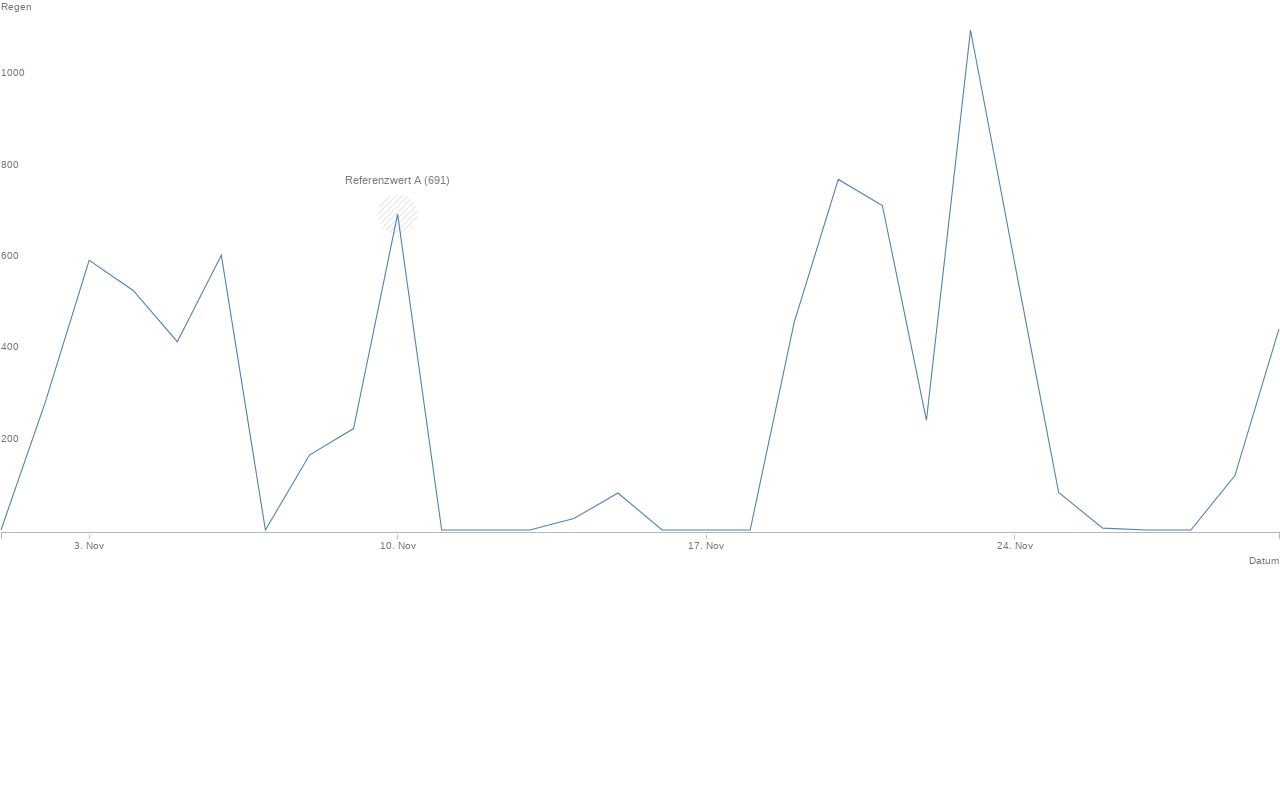 Regen
1000
800
Referenzwert A (691)
600
400
200
3. Nov
10. Nov
17. Nov
24. Nov
Datum